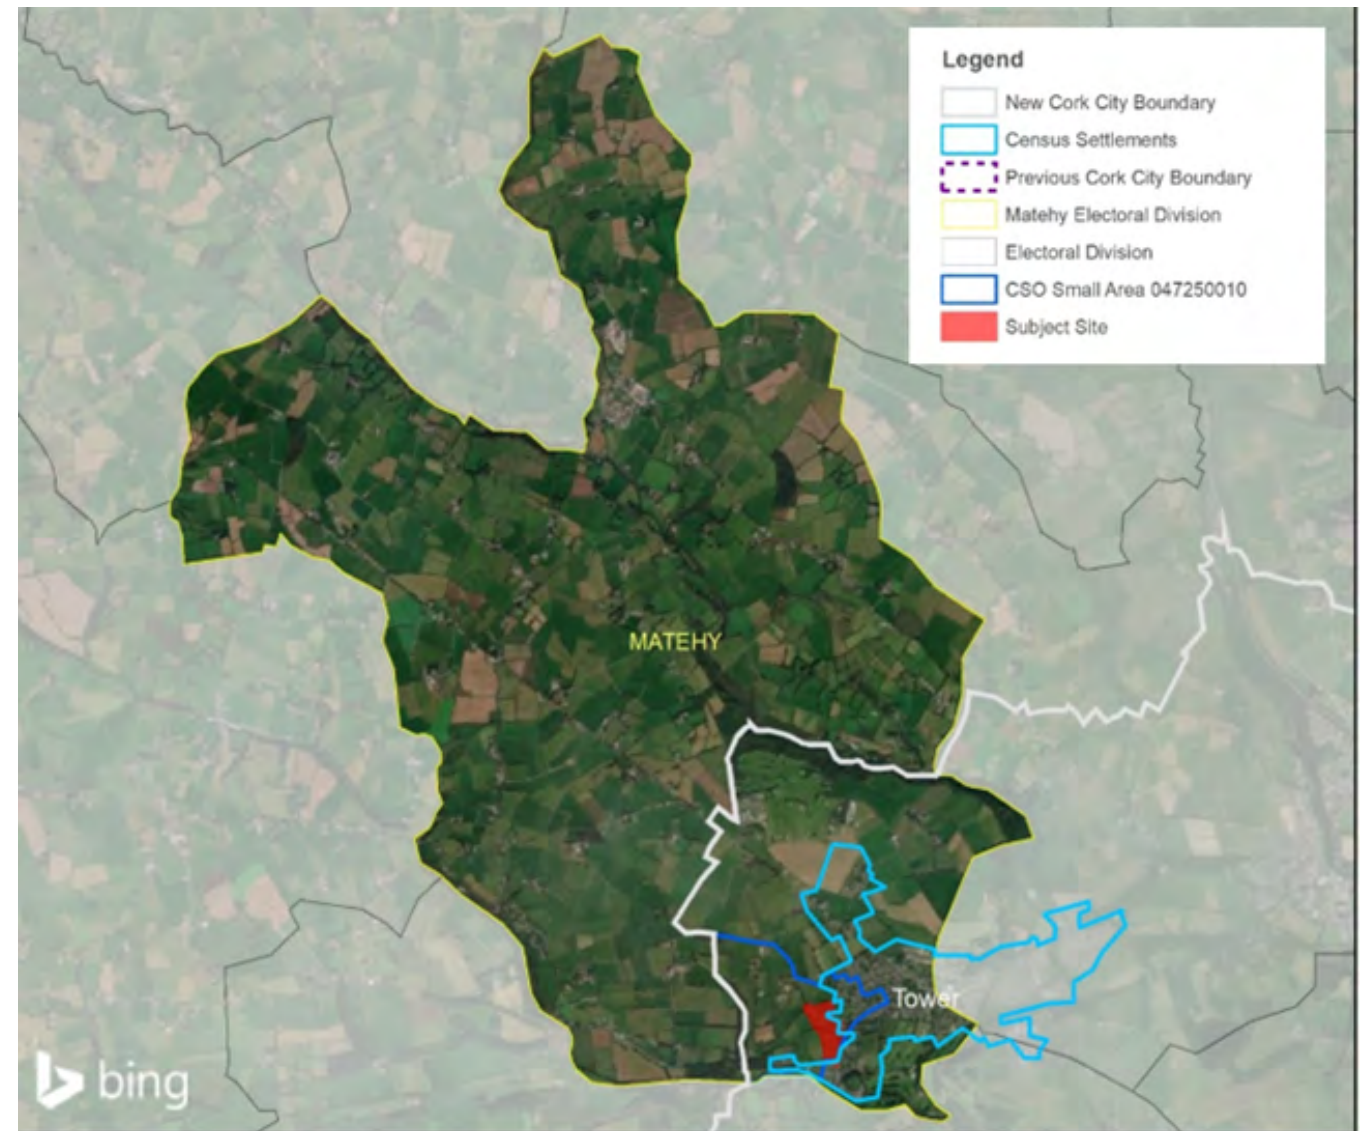 Legend
New Cork City Boundary
Census Settlements
Previous Cork City Boundary
Matehy Electoral Division
Electoral Division
CSO Small Area 047250010
Subject Site
MATEHY
Tower
bing